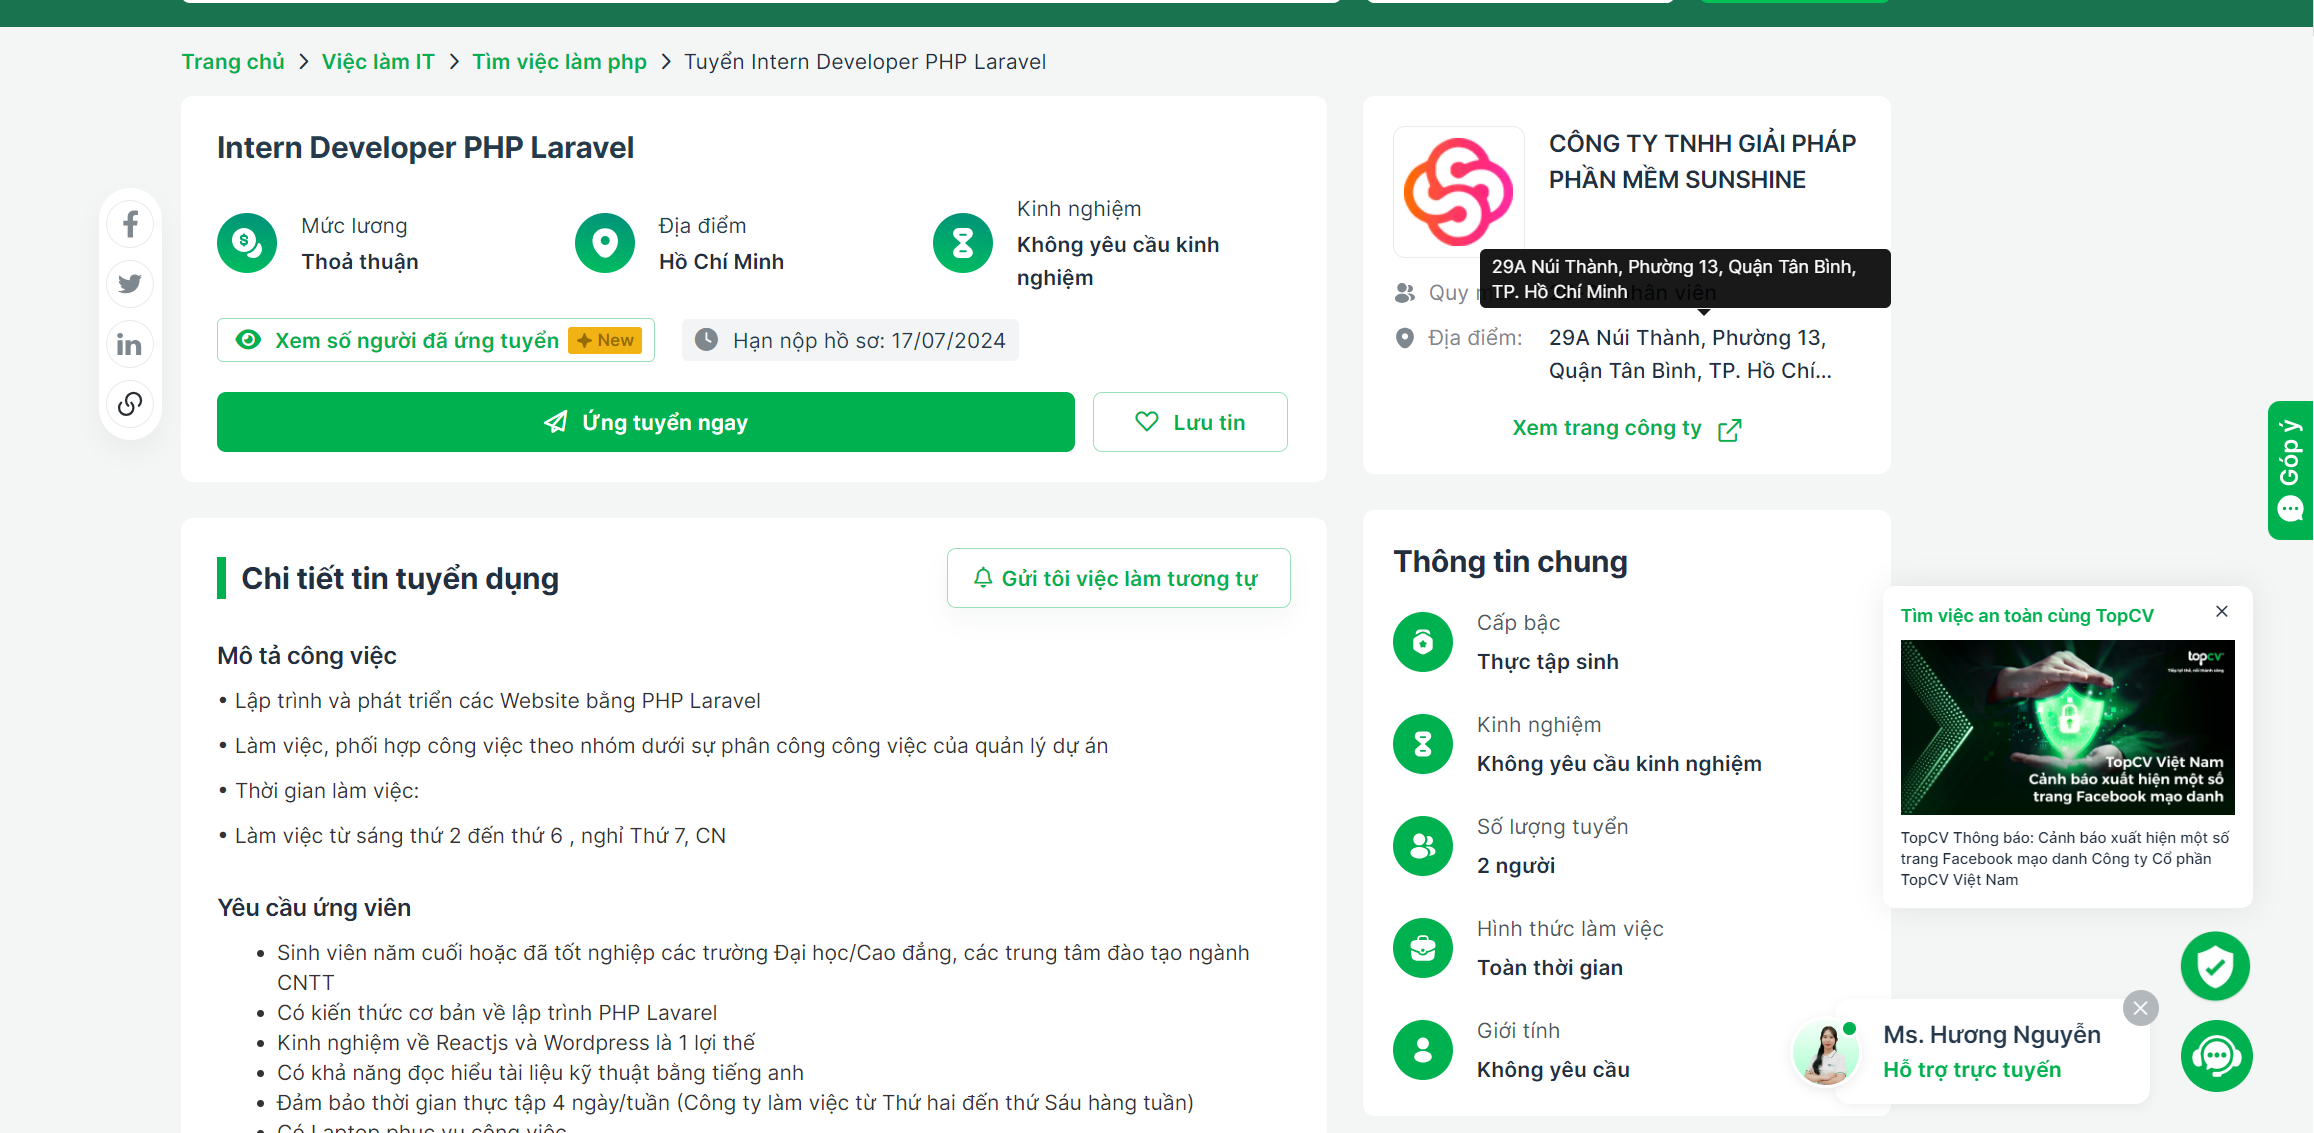 Trang chủ > Việc làm IT > Tìm việc làm php > Tuyển Intern Developer PHP Laravel
Intern Developer PHP Laravel
Mức lương
Thoả thuận
Địa điểm
Hồ Chí Minh
Kinh nghiệm
Không yêu cầu kinh
nghiệm
Xem số người đã ứng tuyển New
Hạn nộp hồ sơ: 17/07/2024
Ứng tuyển ngay
Lưu tin
CÔNG TY TNHH GIẢI PHÁP
PHẦN MỀM SUNSHINE
29A Núi Thành, Phường 13, Quận Tân Bình,
TP. Hồ Chí Minh
Quy
Địa điểm:
29A Núi Thành, Phường 13,
Quận Tân Bình, TP. Hồ Chí...
Xem trang công ty
Góp ý
Chi tiết tin tuyển dụng
Gửi tôi việc làm tương tự
Mô tả công việc
• Lập trình và phát triển các Website bằng PHP Laravel
• Làm việc, phối hợp công việc theo nhóm dưới sự phân công công việc của quản lý dự án
• Thời gian làm việc:
• Làm việc từ sáng thứ 2 đến thứ 6 , nghỉ Thứ 7, CN
Yêu cầu ứng viên
• Sinh viên năm cuối hoặc đã tốt nghiệp các trường Đại học/Cao đẳng, các trung tâm đào tạo ngành
CNTT
• Có kiến thức cơ bản về lập trình PHP Lavarel
• Kinh nghiệm về Reactjs và Wordpress là 1 lợi thế
• Có khả năng đọc hiểu tài liệu kỹ thuật bằng tiếng anh
• Đảm bảo thời gian thực tập 4 ngày/tuần (Công ty làm việc từ Thứ hai đến thứ Sáu hàng tuần)
• Có Laptop phục vụ công việc
Thông tin chung
Cấp bậc
Thực tập sinh
Kinh nghiệm
Không yêu cầu kinh nghiệm
Số lượng tuyển
2 người
Hình thức làm việc
Toàn thời gian
Giới tính
Không yêu cầu
Tìm việc an toàn cùng TopCV
topcv
TopCV Việt Nam
Cảnh báo xuất hiện một số
trang Facebook mạo danh
TopCV Thông báo: Cảnh báo xuất hiện một số
trang Facebook mạo danh Công ty Cổ phần
TopCV Việt Nam
Ms. Hương Nguyễn
Hỗ trợ trực tuyến